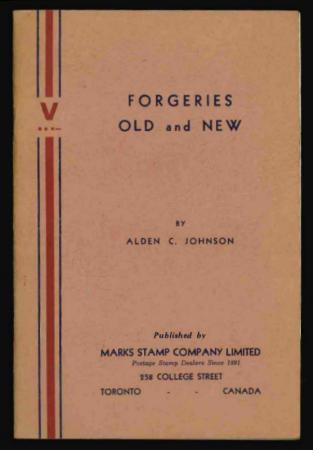 V
...—
FORGERIES
OLD and NEW
BY
ALDEN C. JOHNSON
Published by
MARKS STAMP COMPANY LIMITED
Postage Stamp Dealers Since 1891
258 COLLEGE STREET
TORONTO - - CANADA